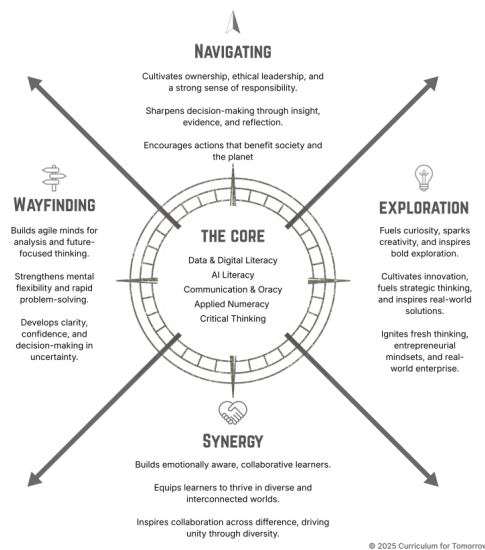 NAVIGATING
Cultivates ownership, ethical leadership, and
a strong sense of responsibility.
Sharpens decision-making through insight,
evidence, and reflection.
Encourages actions that benefit society and
the planet
WAYFINDING
Builds agile minds for
analysis and future-
focused thinking.
Strengthens mental
flexibility and rapid
problem-solving.
Develops clarity,
confidence, and
decision-making in
uncertainty.
THE CORE
Data & Digital Literacy
AI Literacy
Communication & Oracy
Applied Numeracy
Critical Thinking
EXPLORATION
Fuels curiosity, sparks
creativity, and inspires
bold exploration.
Cultivates innovation,
fuels strategic thinking,
and inspires real-world
solutions.
Ignites fresh thinking,
entrepreneurial
mindsets, and real-
world enterprise.
SYNERGY
Builds emotionally aware, collaborative learners.
Equips learners to thrive in diverse and
interconnected worlds.
Inspires collaboration across difference, driving
unity through diversity.
© 2025 Curriculum for Tomorrow